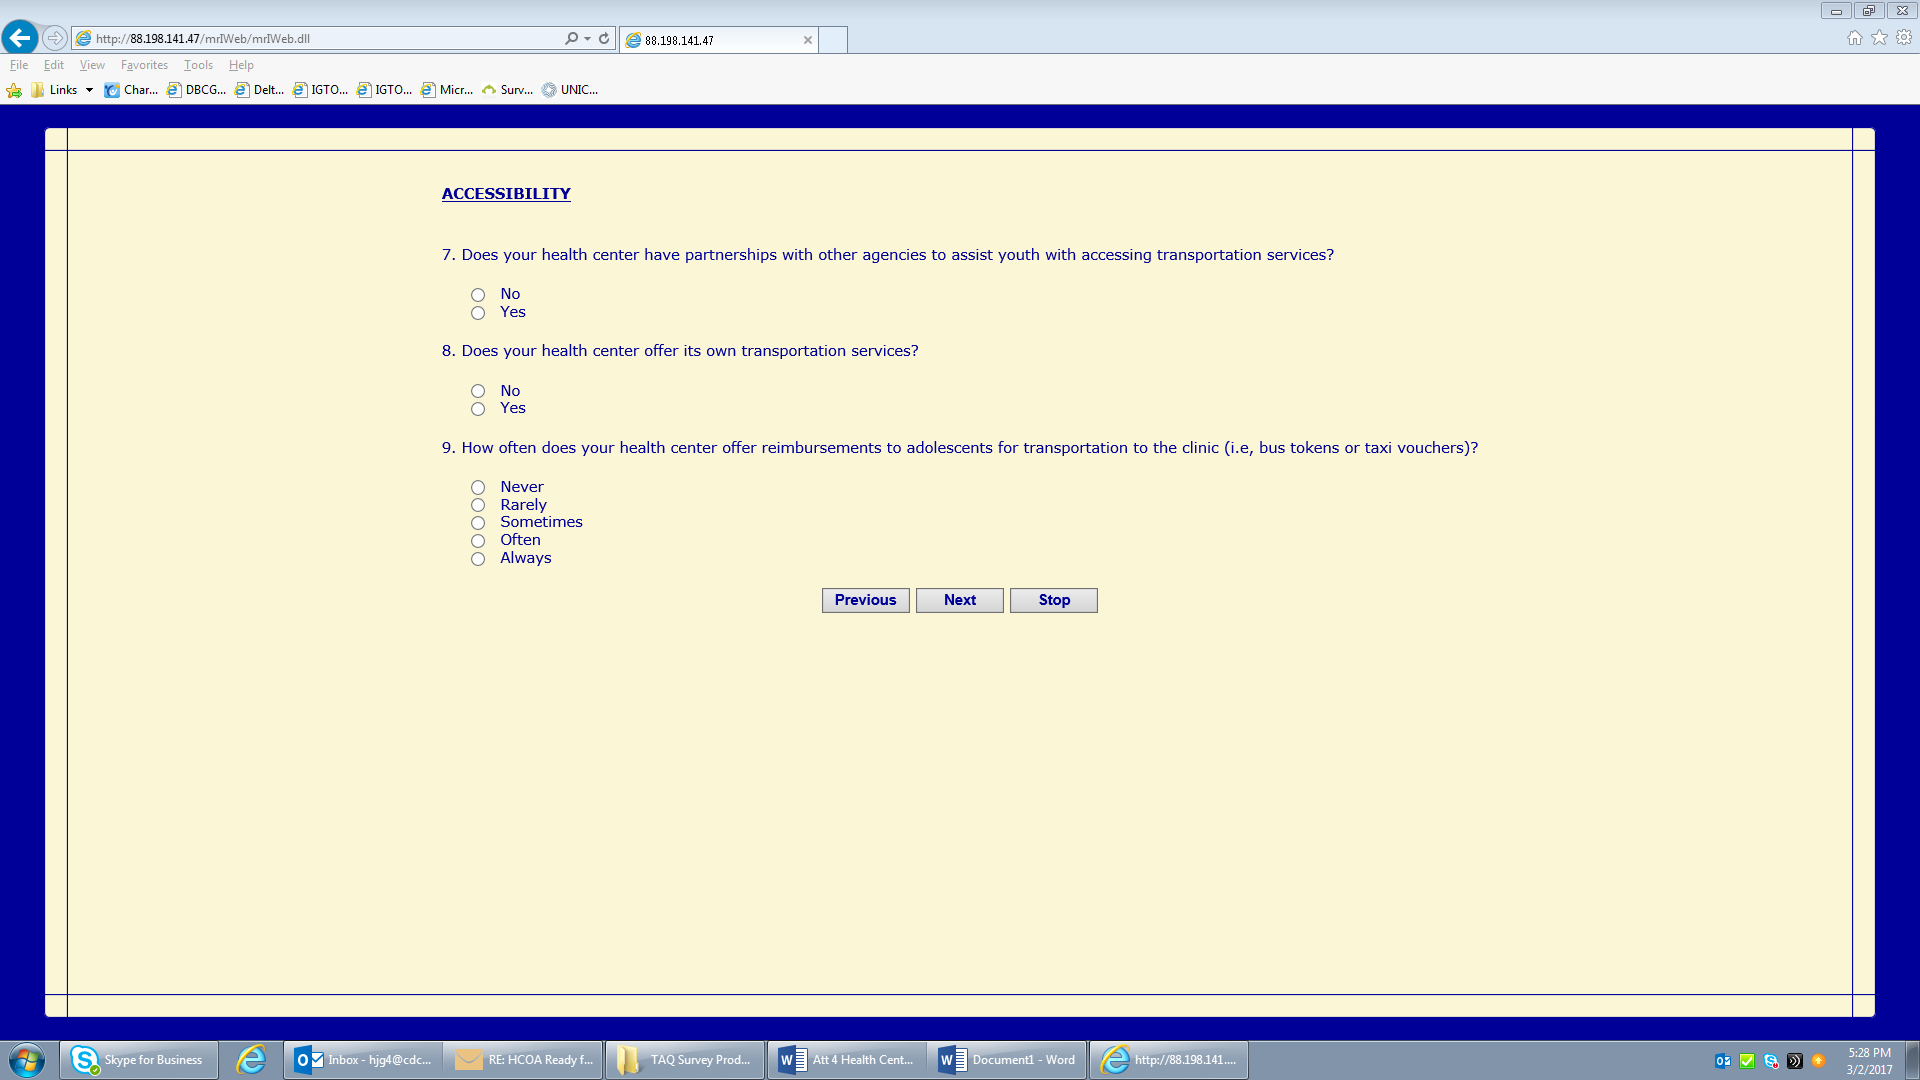 http://88.198.141.47/mrIWeb/mrIWeb.dll
88.198.141.47
File Edit View Favorites Tools Help
Links Char... DBCG... Delt... IGTO... IGTO... Micr... Surv... UNIC...
ACCESSIBILITY
7. Does your health center have partnerships with other agencies to assist youth with accessing transportation services?
No
Yes
8. Does your health center offer its own transportation services?
No
Yes
9. How often does your health center offer reimbursements to adolescents for transportation to the clinic (i.e, bus tokens or taxi vouchers)?
Never
Rarely
Sometimes
Often
Always
Previous Next Stop
Skype for Business Inbox - hjg4@cdc... RE: HCOA Ready f... TAQ Survey Prod... Att 4 Health Cent... Document1 - Word http://88.198.141....
5:28 PM
3/2/2017